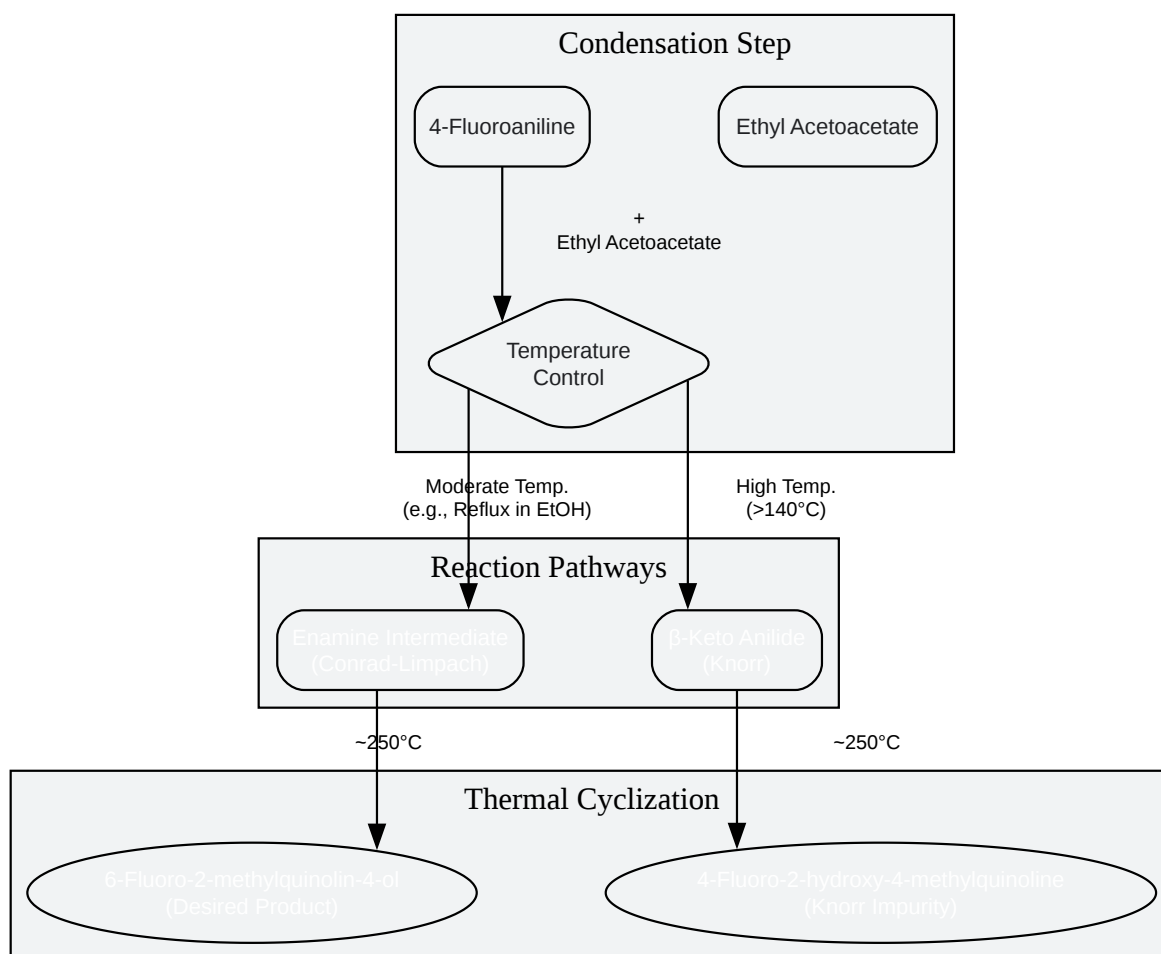 Condensation Step
4-Fluoroaniline
Ethyl Acetoacetate
+
Ethyl Acetoacetate
Temperature
Control
Moderate Temp.
(e.g., Reflux in EtOH)
High Temp.
(>140°C)
Reaction Pathways
Enamine Intermediate
(Conrad-Limpach)
β-Keto Anilide
(Knorr)
~250°C
~250°C
Thermal Cyclization
6-Fluoro-2-methylquinolin-4-ol
(Desired Product)
4-Fluoro-2-hydroxy-4-methylquinoline
(Knorr Impurity)